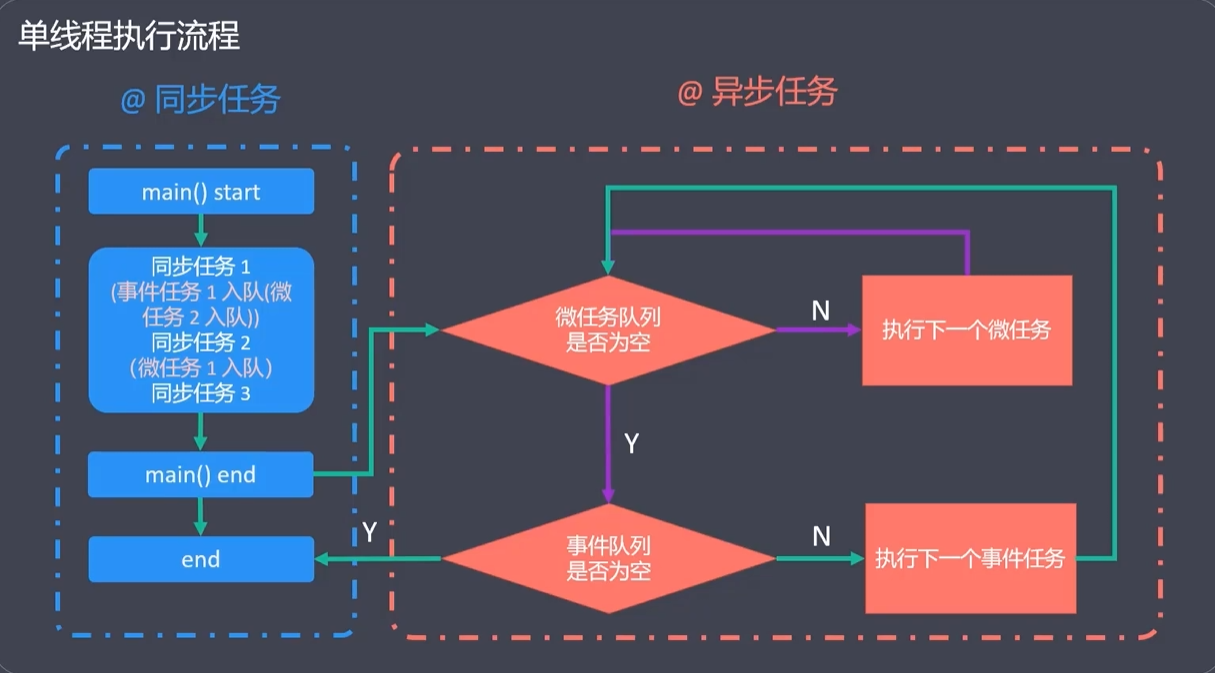 单线程执行流程
@ 同步任务
@ 异步任务
main() start
同步任务 1
(事件任务 1 入队(微
任务 2 入队))
同步任务 2
（微任务 1 入队）
同步任务 3
main() end
end
微任务队列
是否为空
N
执行下一个微任务
Y
事件队列
是否为空
N
执行下一个事件任务
Y